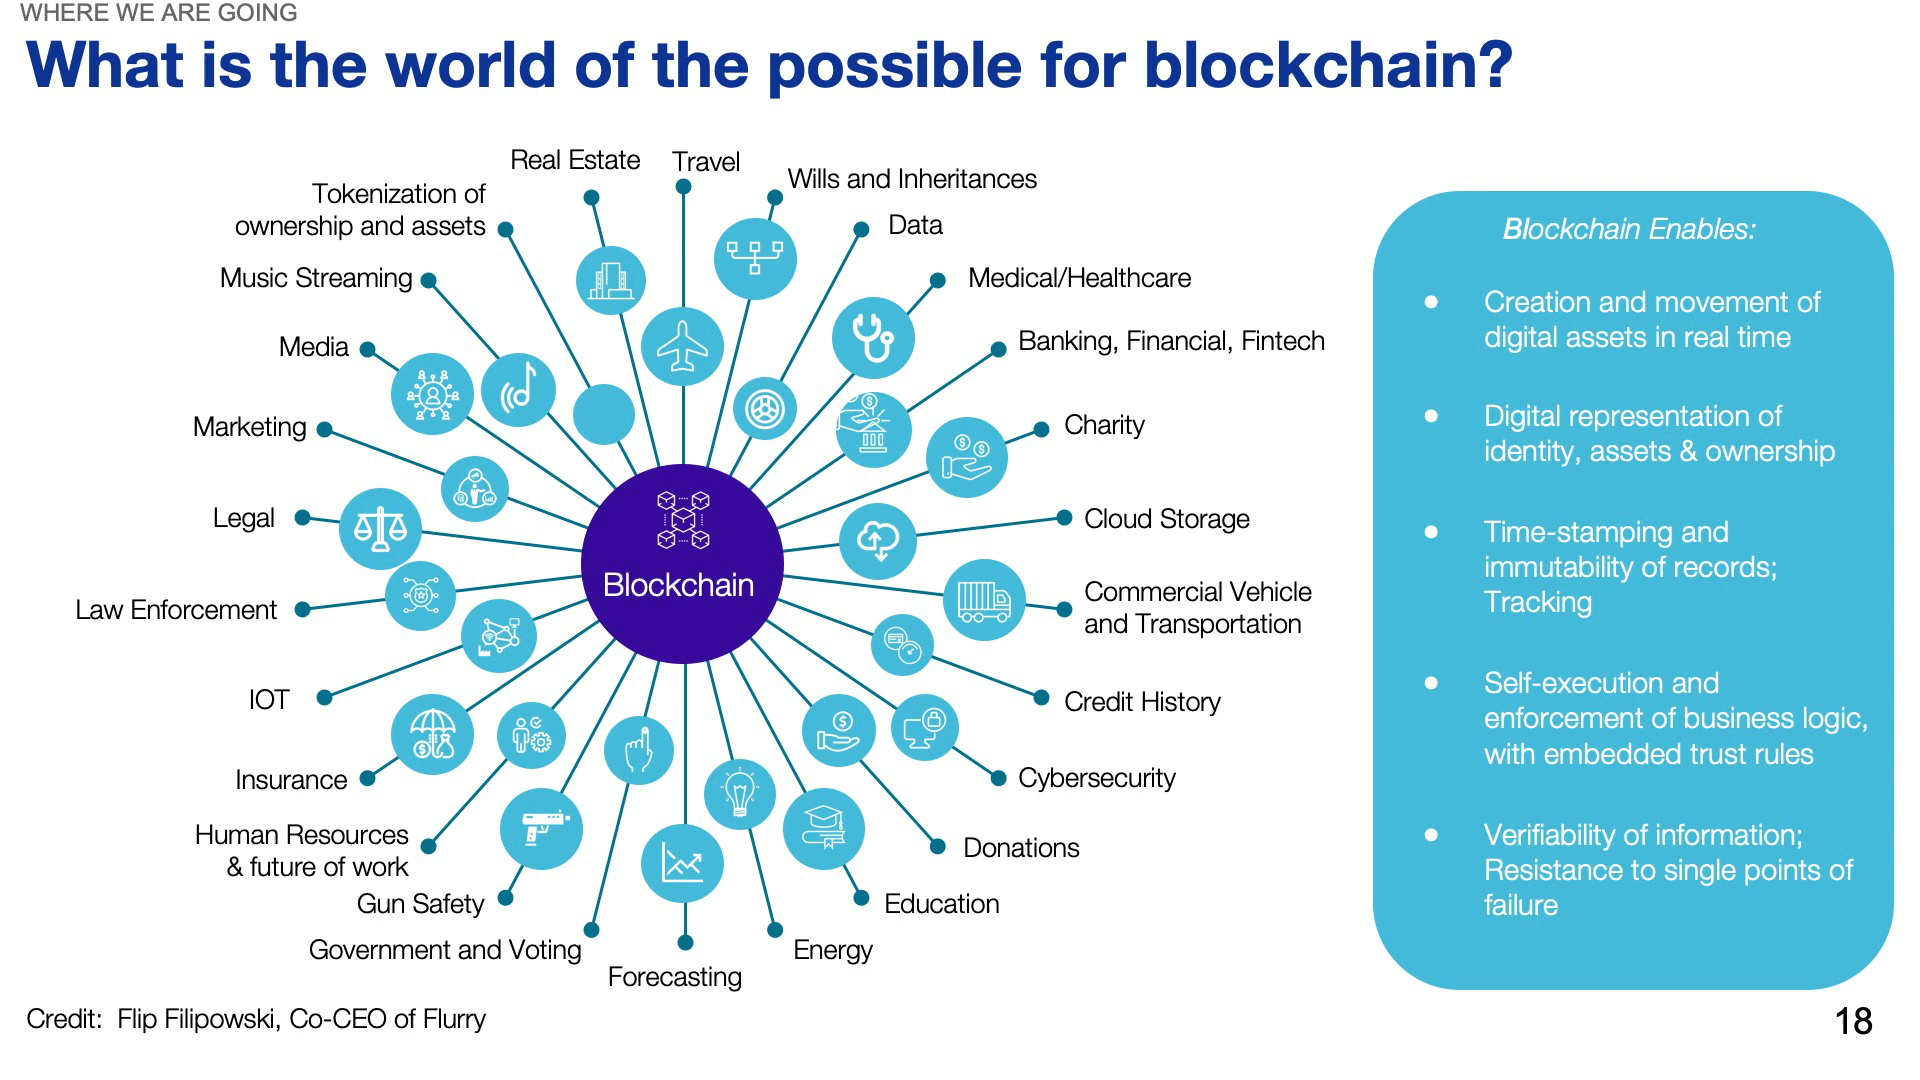 WHERE WE ARE GOING
What is the world of the possible for blockchain?
Real Estate
Travel
Wills and Inheritances
Tokenization of
ownership and assets
Data
Music Streaming
Medical/Healthcare
Media
Banking, Financial, Fintech
Marketing
Charity
Legal
Cloud Storage
Blockchain
Law Enforcement
Commercial Vehicle
and Transportation
IOT
Credit History
Insurance
Cybersecurity
Human Resources
& future of work
Donations
Gun Safety
Education
Government and Voting
Energy
Forecasting
Blockchain Enables:
● Creation and movement of
digital assets in real time
● Digital representation of
identity, assets & ownership
● Time-stamping and
immutability of records;
Tracking
● Self-execution and
enforcement of business logic,
with embedded trust rules
● Verifiability of information;
Resistance to single points of
failure
Credit: Flip Filipowski, Co-CEO of Flurry
18